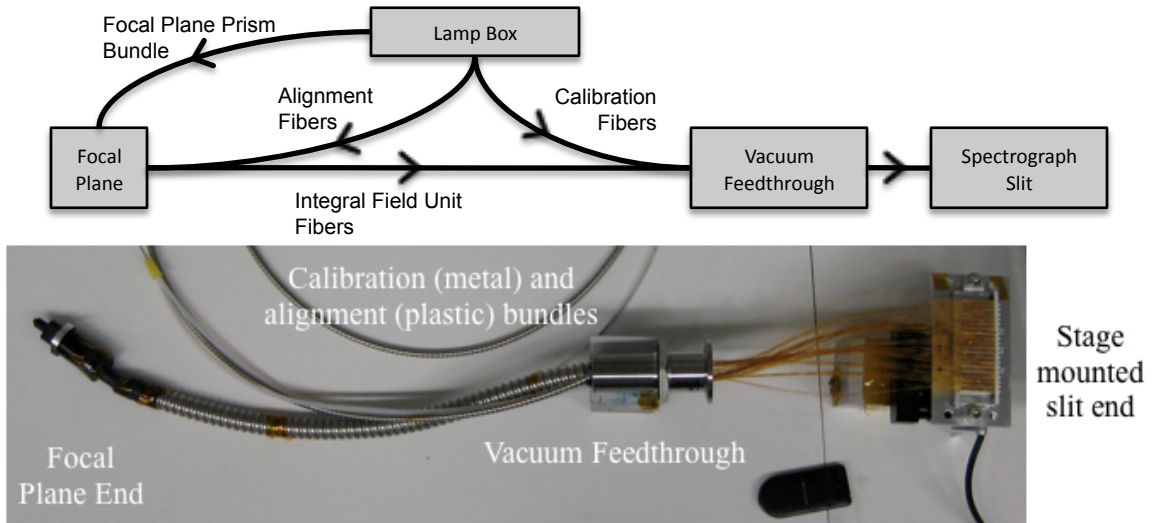 Focal Plane Prism
Bundle
Lamp Box
Alignment
Fibers
Calibration
Fibers
Focal
Plane
Vacuum
Feedthrough
Spectrograph
Slit
Integral Field Unit
Fibers
Calibration (metal) and
alignment (plastic) bundles
Stage
mounted
slit end
Vacuum Feedthrough
Focal
Plane End